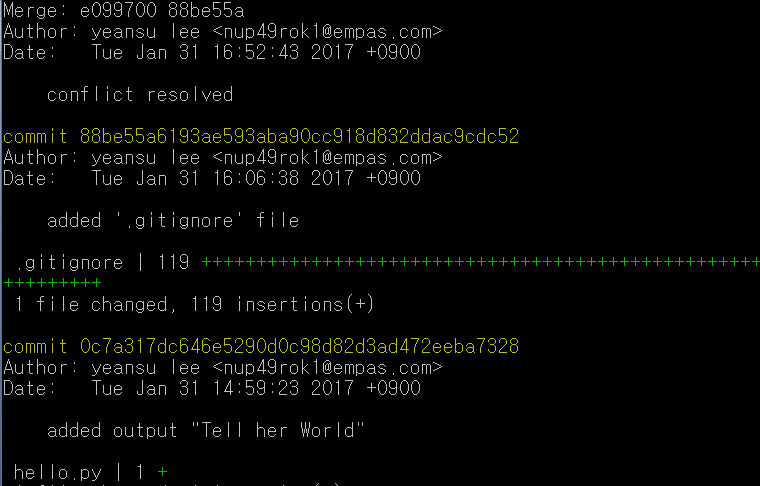 Merge: e099700 88be55a
Author: yeansu lee <nup49rok1@empas.com>
Date:   Tue Jan 31 16:52:43 2017 +0900
conflict resolved
commit 88be55a6193ae593aba90cc918d832ddac9cdc52
Author: yeansu lee <nup49rok1@empas.com>
Date:   Tue Jan 31 16:06:38 2017 +0900
added '.gitignore' file
.gitignore | 119 +++++++++++++++++++++++++++++++++++++++++++++++++++
+++++++++
1 file changed, 119 insertions(+)
commit 0c7a317dc646e5290d0c98d82d3ad472eeba7328
Author: yeansu lee <nup49rok1@empas.com>
Date:   Tue Jan 31 14:59:23 2017 +0900
added output "Tell her World"
hello.py | 1 +